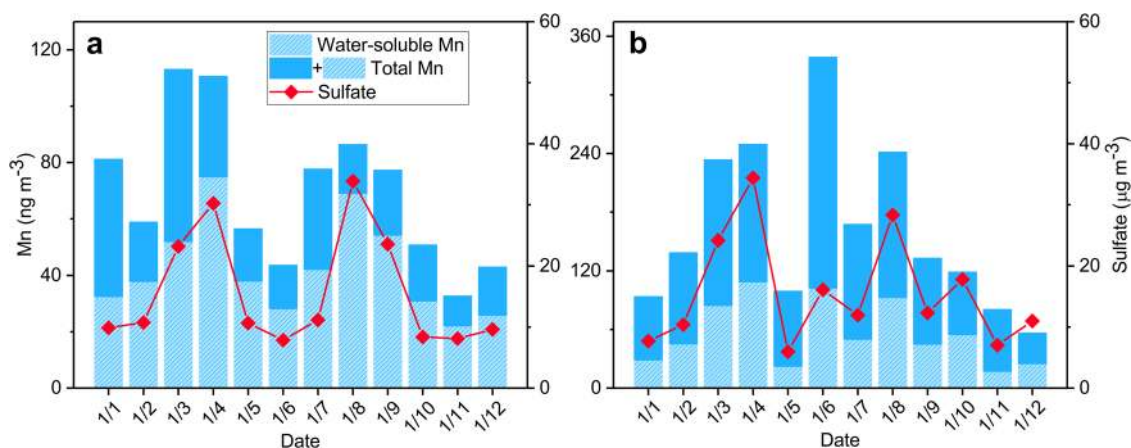 a
Water-soluble Mn
+ Total Mn
Sulfate
120
80
40
0
Mn (ng m⁻³)
60
40
20
0
1/1 1/2 1/3 1/4 1/5 1/6 1/7 1/8 1/9 1/10 1/11 1/12
Date
b
360
240
120
0
60
40
20
0
Sulfate (μg m⁻³)
1/1 1/2 1/3 1/4 1/5 1/6 1/7 1/8 1/9 1/10 1/11 1/12
Date